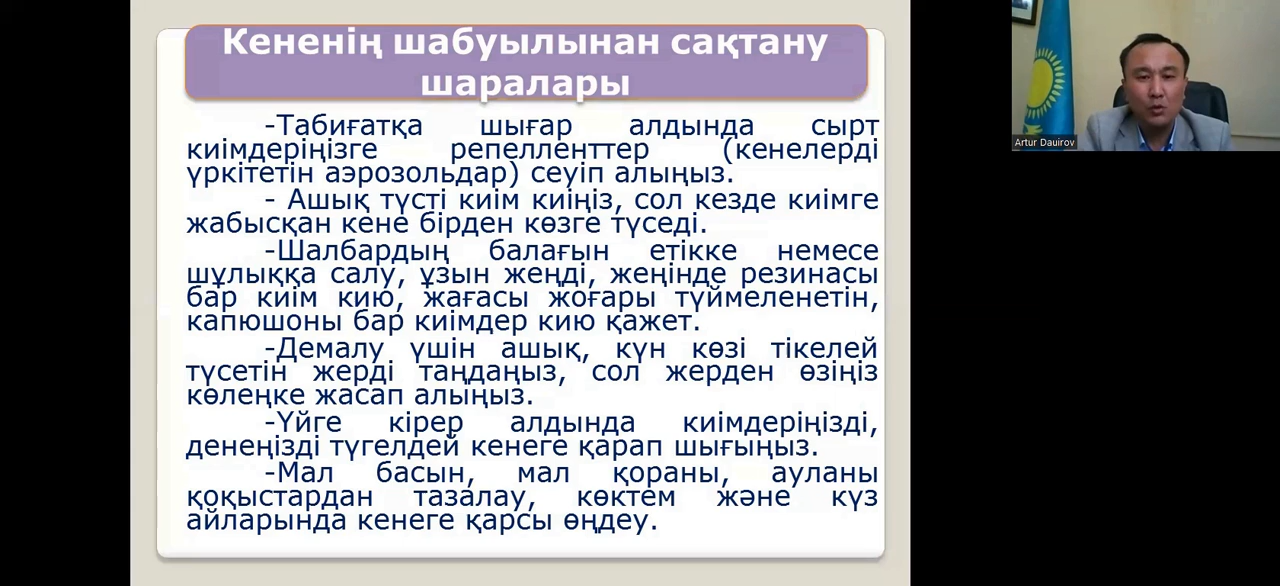 Кененің шабуылынан сақтану
шаралары
-Табиғатқа шығар алдында сырт
киімдеріңізге репелленттер (кенелерді
үркітетін аэрозольдар) сеуіп алыңыз.
- Ашық түсті киім киіңіз, сол кезде киімге
жабысқан кене бірден көзге түседі.
-Шалбардың балағын етікке немесе
шұлыққа салу, ұзын жеңді, жеңінде резинасы
бар киім кию, жағасы жоғары түймеленетін,
капюшоны бар киімдер кию қажет.
-Демалу үшін ашық, күн көзі тікелей
түсетін жерді таңдаңыз, сол жерден өзіңіз
көлеңке жасап алыңыз.
-Үйге кірер алдында киімдеріңізді,
денеңізді түгелдей кенеге қарап шығыңыз.
-Мал басын, мал қораны, ауланы
қоқыстардан тазалау, көктем және күз
айларында кенеге қарсы өңдеу.
Artur Dauirov